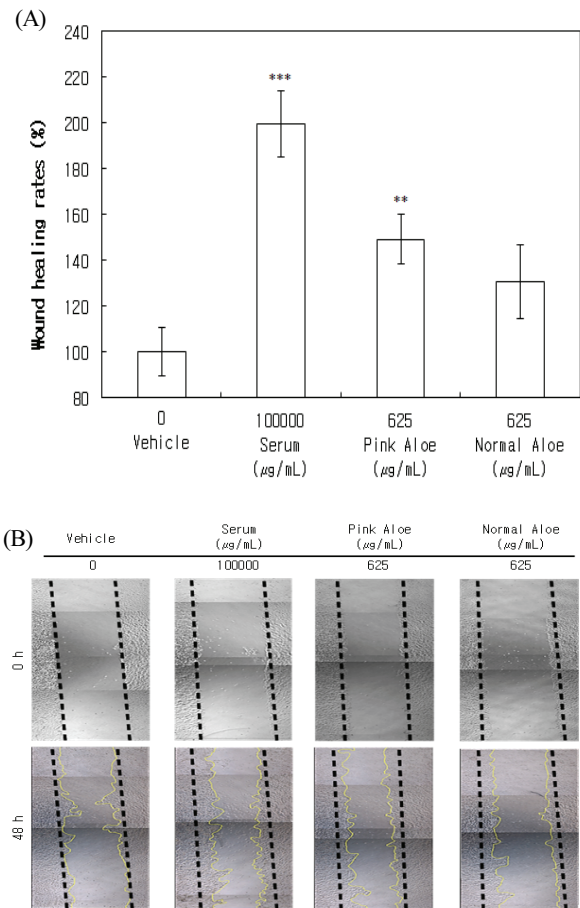 (A)
Wound healing rates (%)
240
220
200
180
160
140
120
100
80
***
**
0 100000 625 625
Vehicle Serum Pink Aloe Normal Aloe
(μg/mL) (μg/mL) (μg/mL)
(B)
Vehicle Serum Pink Aloe Normal Aloe
(μg/mL) (μg/mL) (μg/mL)
0 100000 625 625
0 h
48 h